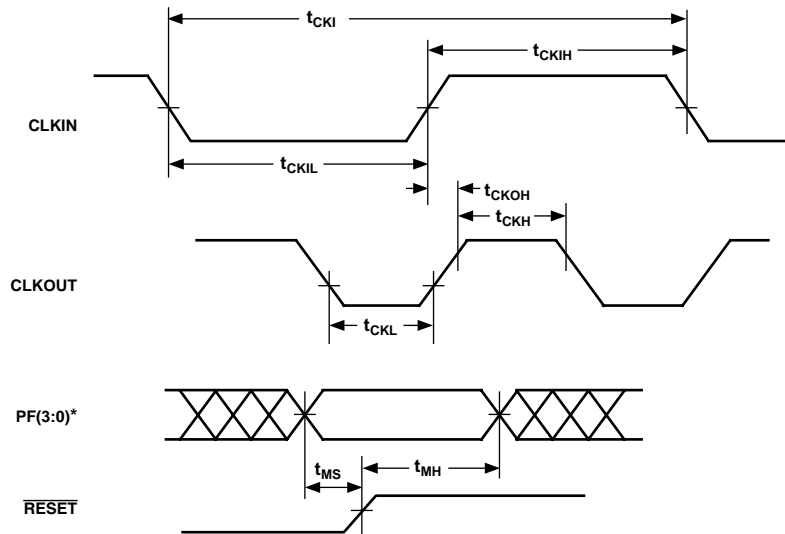 tCKI
tCKIH
CLKIN
tCKIL
tCKOH
tCKH
CLKOUT
tCKL
PF(3:0)*
tMS
tMH
RESET